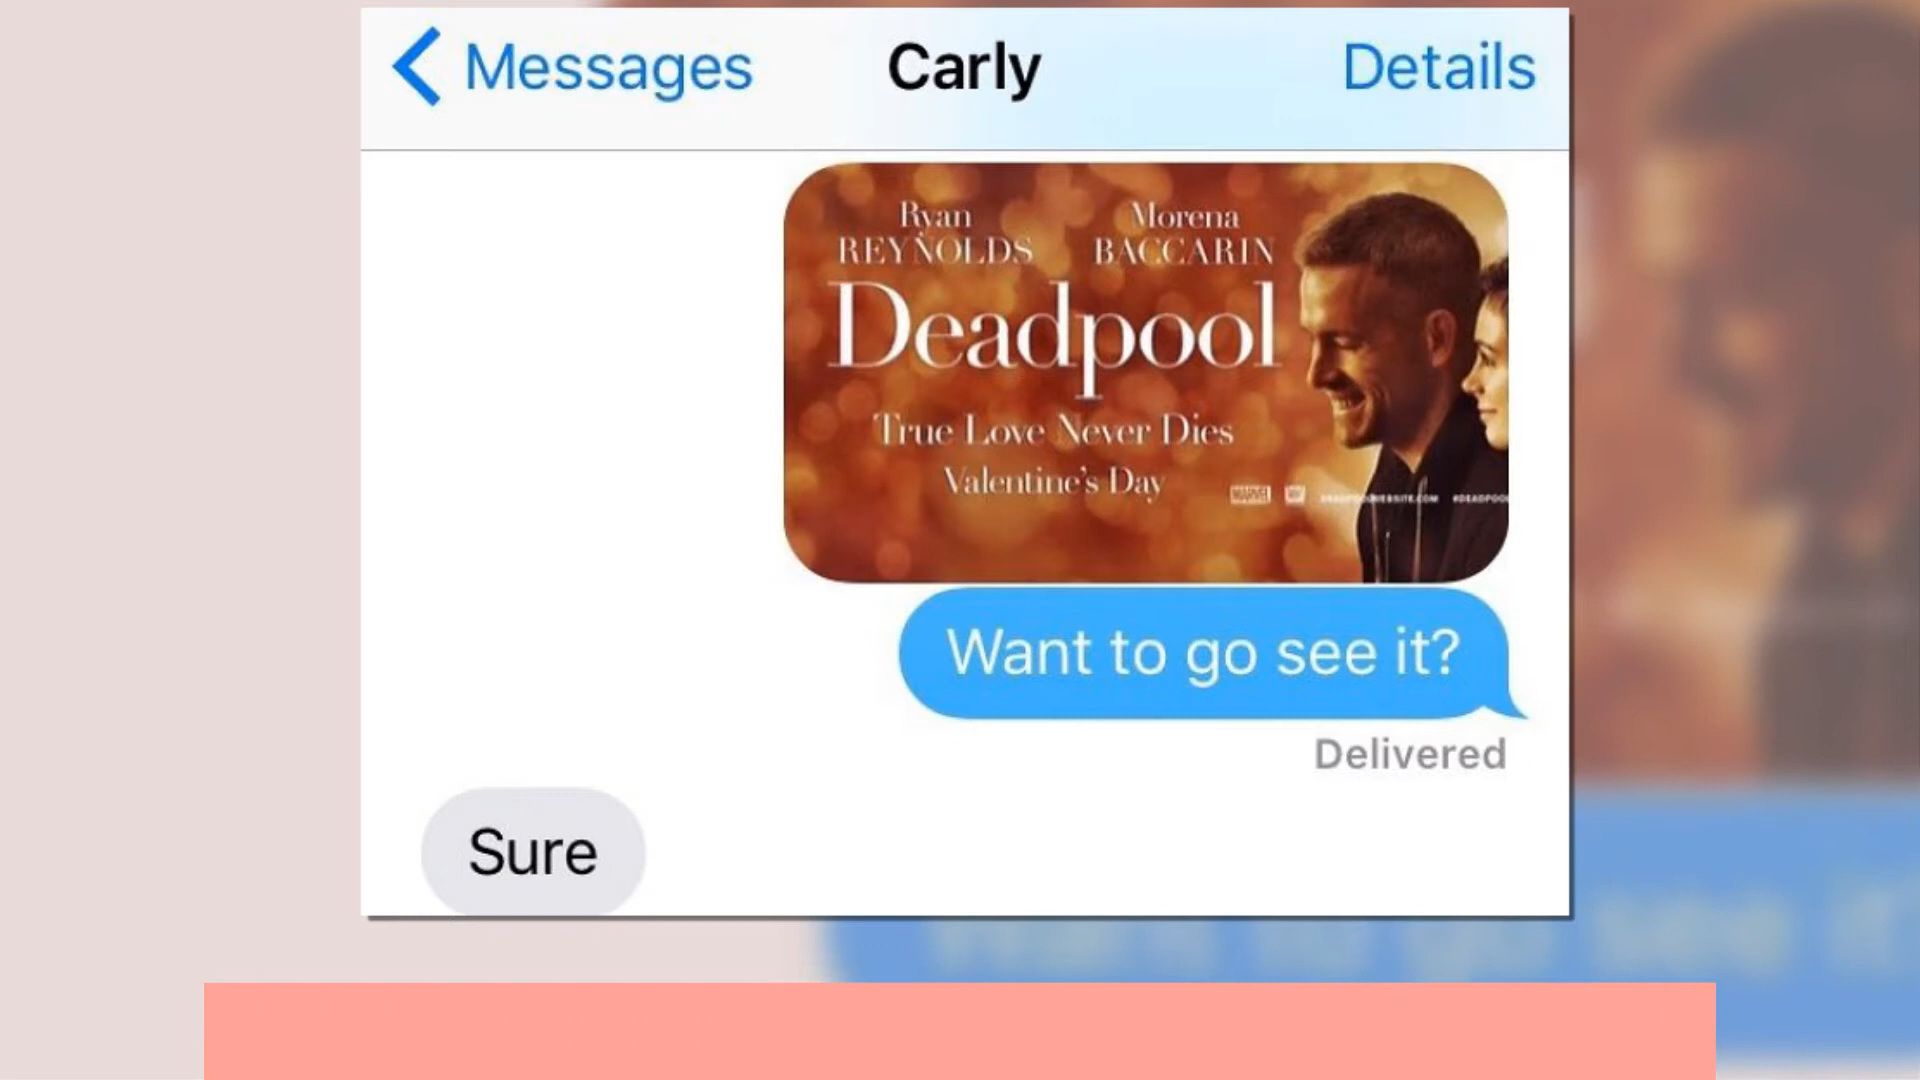 Messages Carly Details
Ryan Morena
REYNOLDS BACCARIN
Deadpool
True Love Never Dies
Valentine's Day
MARVEL
Want to go see it?
Delivered
Sure